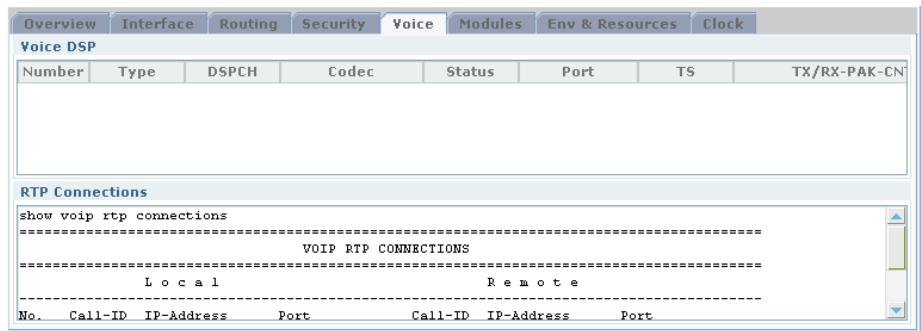 Overview Interface Routing Security Voice Modules Env & Resources Clock
Voice DSP
Number Type DSPCH Codec Status Port TS TX/RX-PAK-CNT
RTP Connections
show voip rtp connections
================================================================================
VOIP RTP CONNECTIONS
================================================================================
L o c a l R e m o t e
--------------------------------------------------------------------------------
No. Call-ID IP-Address Port Call-ID IP-Address Port